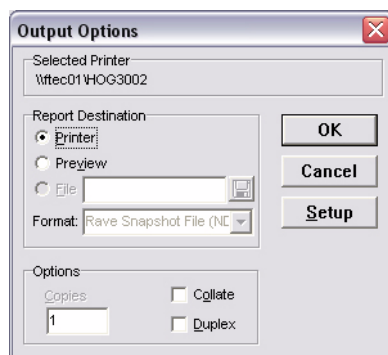 Output Options
Selected Printer
\\ftec01\HOG3002
Report Destination
Printer
Preview
File
Format: Rave Snapshot File (ND
OK
Cancel
Setup
Options
Copies
1
Collate
Duplex